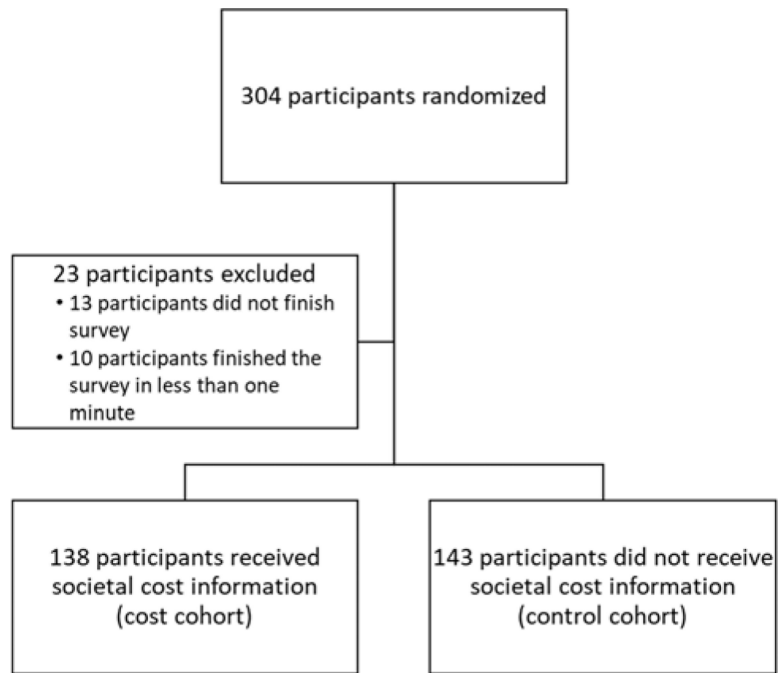 304 participants randomized
23 participants excluded
• 13 participants did not finish
survey
• 10 participants finished the
survey in less than one
minute
138 participants received
societal cost information
(cost cohort)
143 participants did not receive
societal cost information
(control cohort)